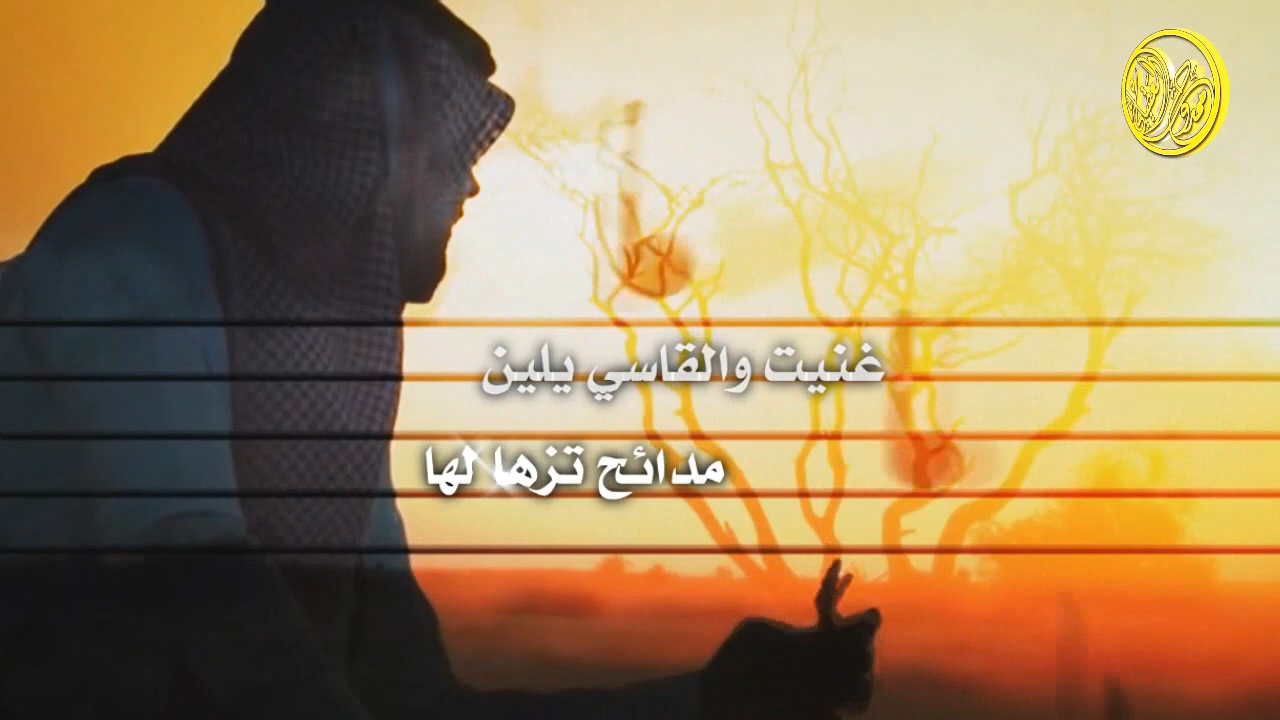 غنيت والقاسي يلين
مدائح تزها لها